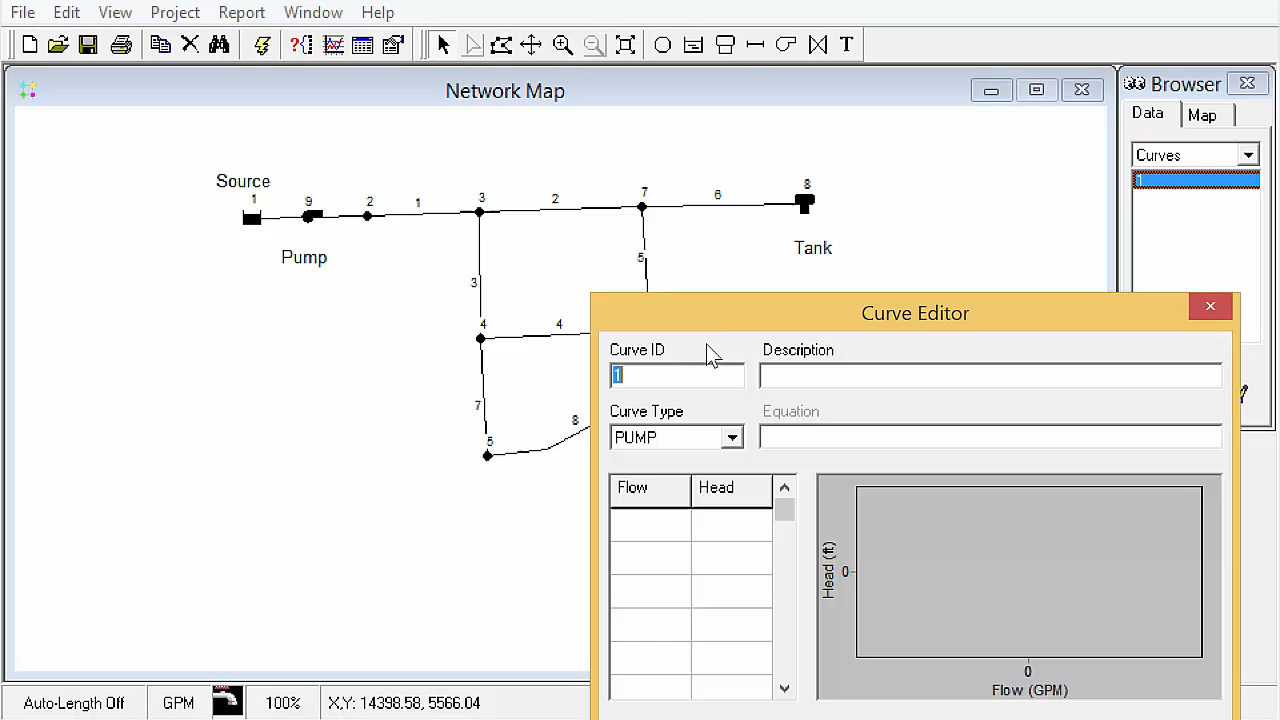 File Edit View Project Report Window Help
T
Network Map
Browser
Data Map
Curves
1
Source
1 9 2 1 3 2 7 6 8
Pump
Tank
3
5
4 4
7
8
5
Curve Editor
Curve ID Description
1
Curve Type Equation
PUMP
Flow Head
Head (ft)
0
0
Flow (GPM)
Auto-Length Off GPM 100% X,Y: 14398.58, 5566.04